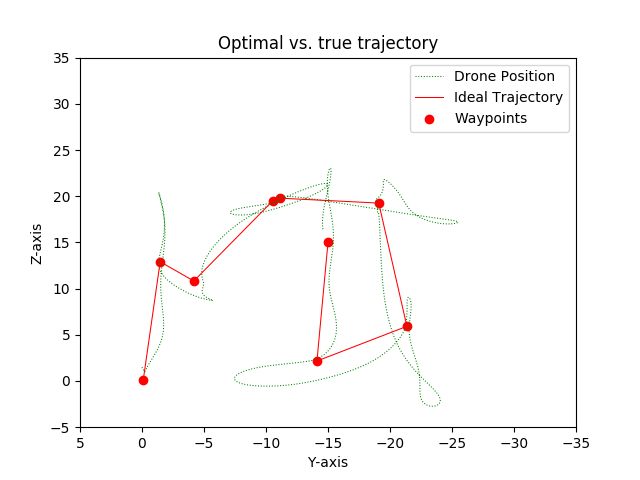 Optimal vs. true trajectory
Drone Position
Ideal Trajectory
Waypoints
35
30
25
20
15
10
5
0
−5
Z-axis
5 0 −5 −10 −15 −20 −25 −30 −35
Y-axis